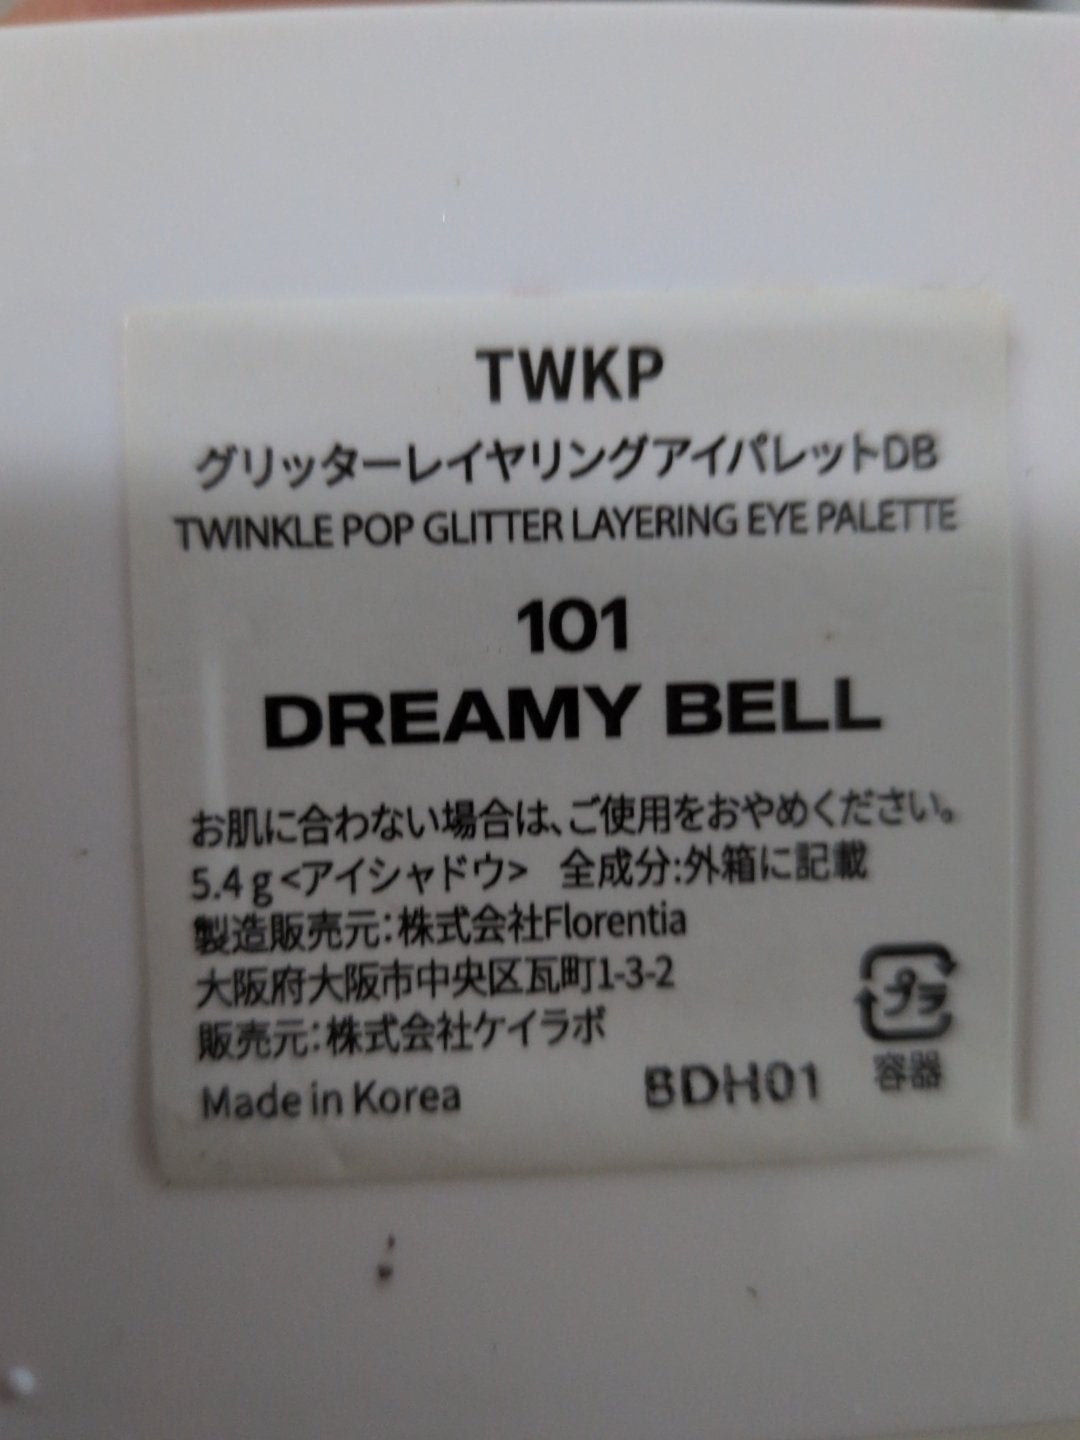 TWKP
グリッターレイヤリングアイパレットDB
TWINKLE POP GLITTER LAYERING EYE PALETTE
101
DREAMY BELL
お肌に合わない場合は、ご使用をおやめください。
5.4 g <アイシャドウ> 全成分:外箱に記載
製造販売元:株式会社Florentia
大阪府大阪市中央区瓦町1-3-2
販売元:株式会社ケイラボ
プラ
容器
Made in Korea
BDH01